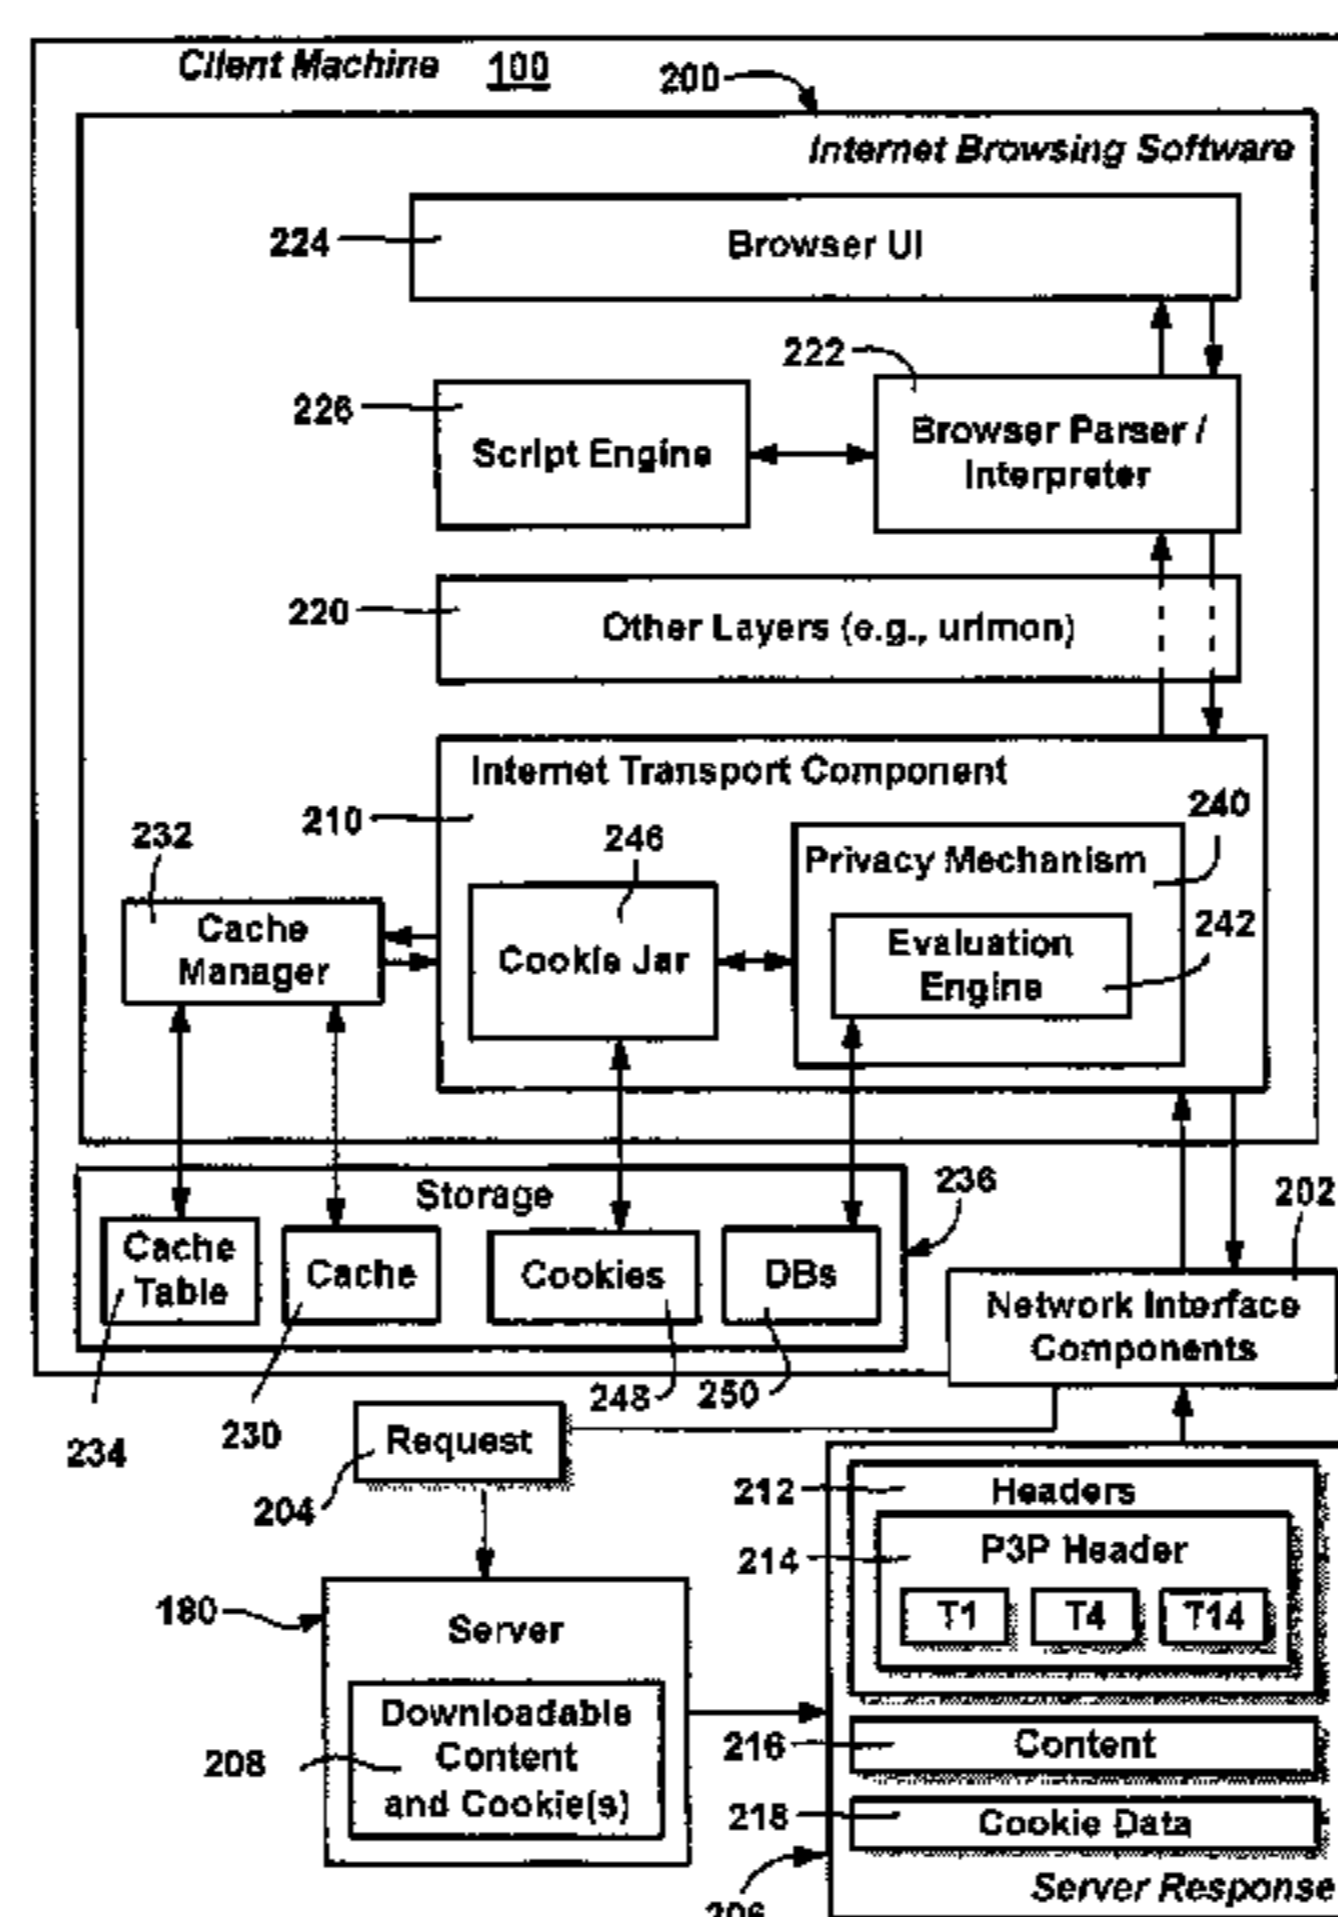 Client Machine 100
200
Internet Browsing Software
224
Browser UI
222
226
Script Engine
Browser Parser /
Interpreter
220
Other Layers (e.g., urlmon)
Internet Transport Component
210
240
232
246
Privacy Mechanism
242
Cache
Manager
Cookie Jar
Evaluation
Engine
Storage
236
202
Cache
Table
Cache
Cookies
DBs
Network Interface
Components
234
230
248
250
Request
204
212
Headers
214
P3P Header
T1 T4 T14
180
Server
Downloadable
Content
and Cookie(s)
208
216
Content
218
Cookie Data
206
Server Response